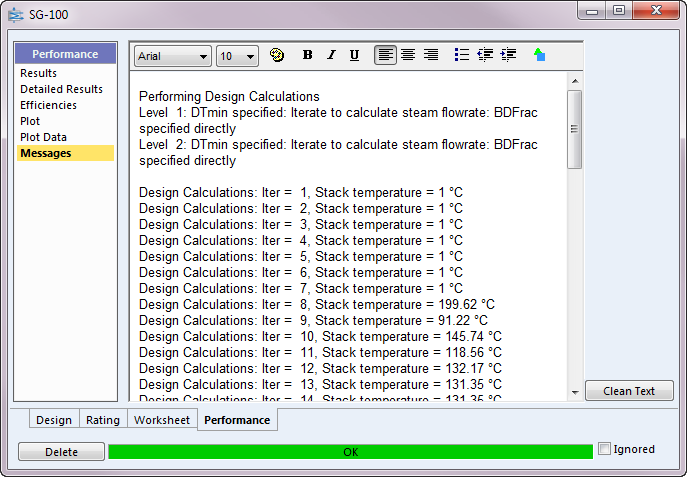 SG-100
Performance
Results
Detailed Results
Efficiencies
Plot
Plot Data
Messages
Arial 10 B I U
Performing Design Calculations
Level 1: DTmin specified: Iterate to calculate steam flowrate: BDFrac
specified directly
Level 2: DTmin specified: Iterate to calculate steam flowrate: BDFrac
specified directly
Design Calculations: Iter = 1, Stack temperature = 1 °C
Design Calculations: Iter = 2, Stack temperature = 1 °C
Design Calculations: Iter = 3, Stack temperature = 1 °C
Design Calculations: Iter = 4, Stack temperature = 1 °C
Design Calculations: Iter = 5, Stack temperature = 1 °C
Design Calculations: Iter = 6, Stack temperature = 1 °C
Design Calculations: Iter = 7, Stack temperature = 1 °C
Design Calculations: Iter = 8, Stack temperature = 199.62 °C
Design Calculations: Iter = 9, Stack temperature = 91.22 °C
Design Calculations: Iter = 10, Stack temperature = 145.74 °C
Design Calculations: Iter = 11, Stack temperature = 118.56 °C
Design Calculations: Iter = 12, Stack temperature = 132.17 °C
Design Calculations: Iter = 13, Stack temperature = 131.35 °C
Design Calculations: Iter = 14, Stack temperature = 131.35 °C
Clean Text
Design Rating Worksheet Performance
Delete OK Ignored